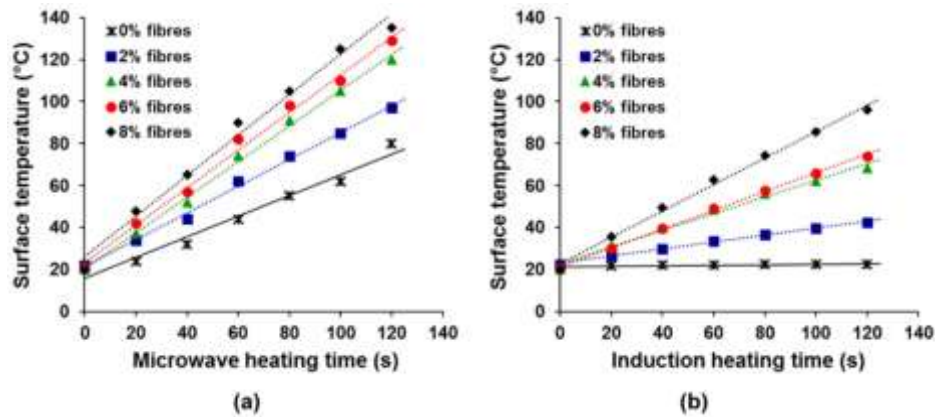 140
120
100
80
60
40
20
0
Surface temperature (°C)
0% fibres
2% fibres
4% fibres
6% fibres
8% fibres
0 20 40 60 80 100 120 140
Microwave heating time (s)
(a)
140
120
100
80
60
40
20
0
Surface temperature (°C)
0% fibres
2% fibres
4% fibres
6% fibres
8% fibres
0 20 40 60 80 100 120 140
Induction heating time (s)
(b)